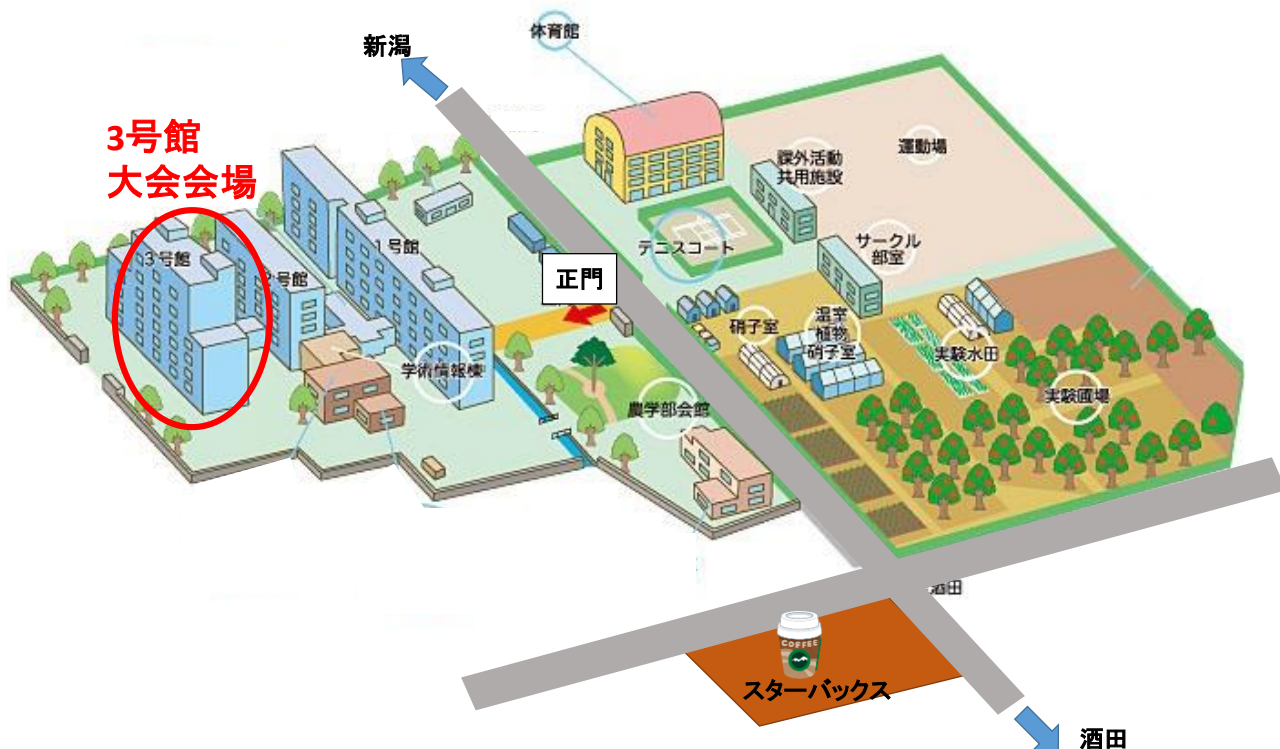 新潟
体育館
3号館
大会会場
課外活動
共用施設
運動場
3号館
2号館
1号館
テニスコート
サークル
部室
正門
硝子室
温室
植物
硝子室
実験水田
学術情報棟
農学部会館
実験圃場
酒田
COFFEE
スターバックス
酒田